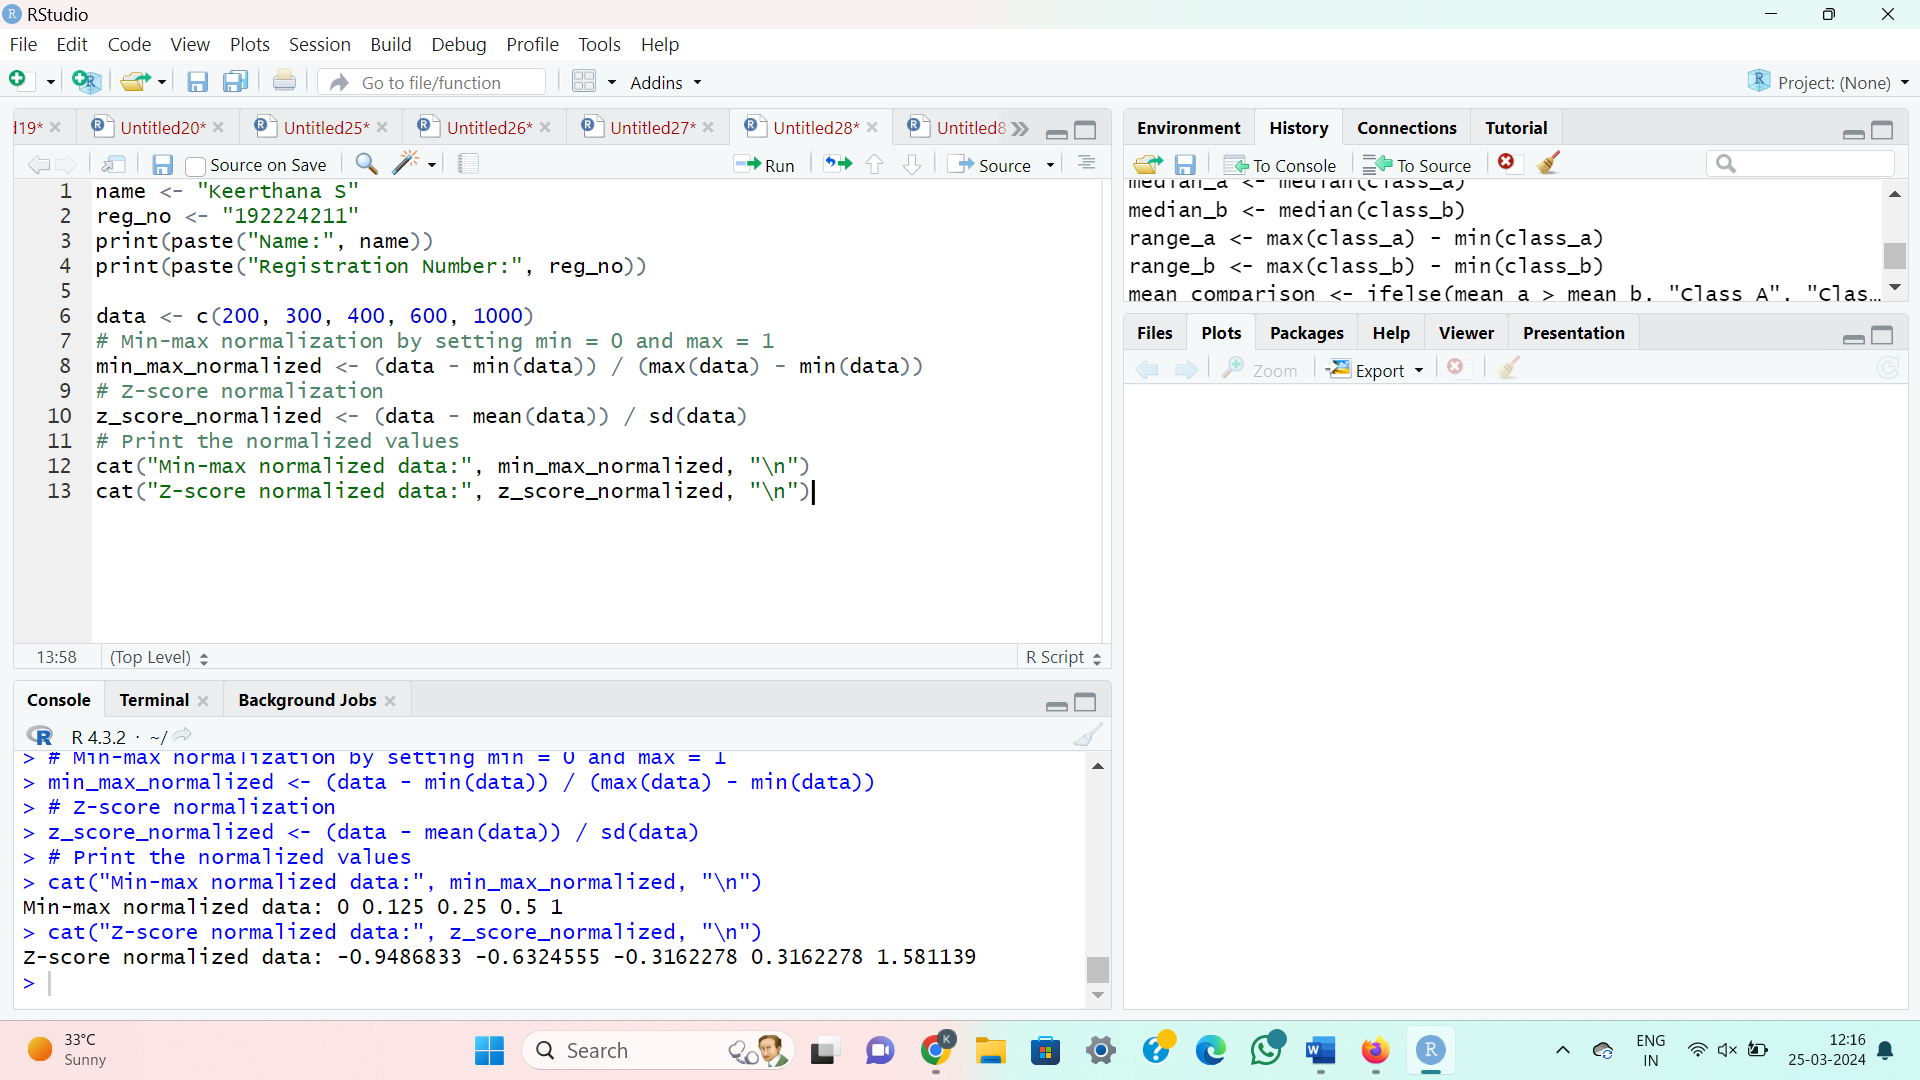 RStudio
File Edit Code View Plots Session Build Debug Profile Tools Help
Go to file/function Addins Project: (None)
d19* Untitled20* Untitled25* Untitled26* Untitled27* Untitled28* Untitled8
Source on Save Run Source
1 name <- "Keerthana S"
2 reg_no <- "192224211"
3 print(paste("Name:", name))
4 print(paste("Registration Number:", reg_no))
5
6 data <- c(200, 300, 400, 600, 1000)
7 # Min-max normalization by setting min = 0 and max = 1
8 min_max_normalized <- (data - min(data)) / (max(data) - min(data))
9 # Z-score normalization
10 z_score_normalized <- (data - mean(data)) / sd(data)
11 # Print the normalized values
12 cat("Min-max normalized data:", min_max_normalized, "\n")
13 cat("Z-score normalized data:", z_score_normalized, "\n")
13:58 (Top Level) R Script
Console Terminal Background Jobs
R 4.3.2 · ~/
> # Min-max normalization by setting min = 0 and max = 1
> min_max_normalized <- (data - min(data)) / (max(data) - min(data))
> # Z-score normalization
> z_score_normalized <- (data - mean(data)) / sd(data)
> # Print the normalized values
> cat("Min-max normalized data:", min_max_normalized, "\n")
Min-max normalized data: 0 0.125 0.25 0.5 1
> cat("Z-score normalized data:", z_score_normalized, "\n")
Z-score normalized data: -0.9486833 -0.6324555 -0.3162278 0.3162278 1.581139
>
Environment History Connections Tutorial
To Console To Source
median_a <- median(class_a)
median_b <- median(class_b)
range_a <- max(class_a) - min(class_a)
range_b <- max(class_b) - min(class_b)
mean_comparison <- ifelse(mean_a > mean_b, "Class A", "Clas...
Files Plots Packages Help Viewer Presentation
Zoom Export
33°C
Sunny
Search
K
ENG
IN
12:16
25-03-2024